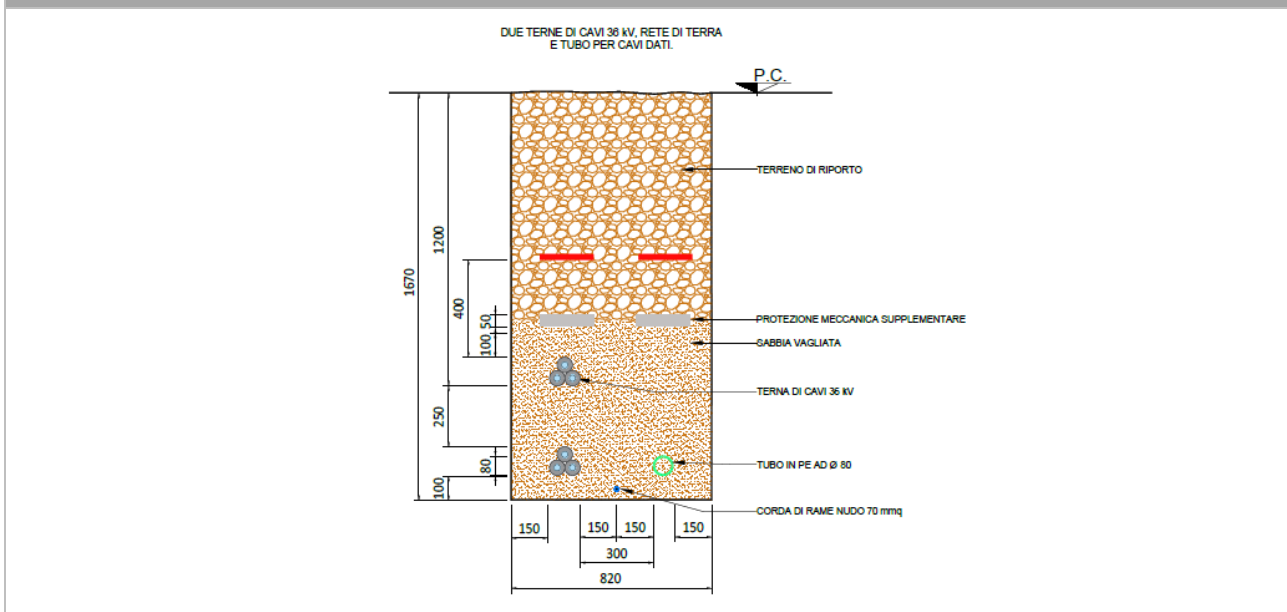 DUE TERNE DI CAVI 36 kV, RETE DI TERRA
E TUBO PER CAVI DATI.
P.C.
TERRENO DI RIPORTO
1200
1670
400
50
PROTEZIONE MECCANICA SUPPLEMENTARE
100
SABBIA VAGLIATA
TERNA DI CAVI 36 kV
250
80
TUBO IN PE AD Ø 80
100
CORDA DI RAME NUDO 70 mmq
150 150 150 150
300
820